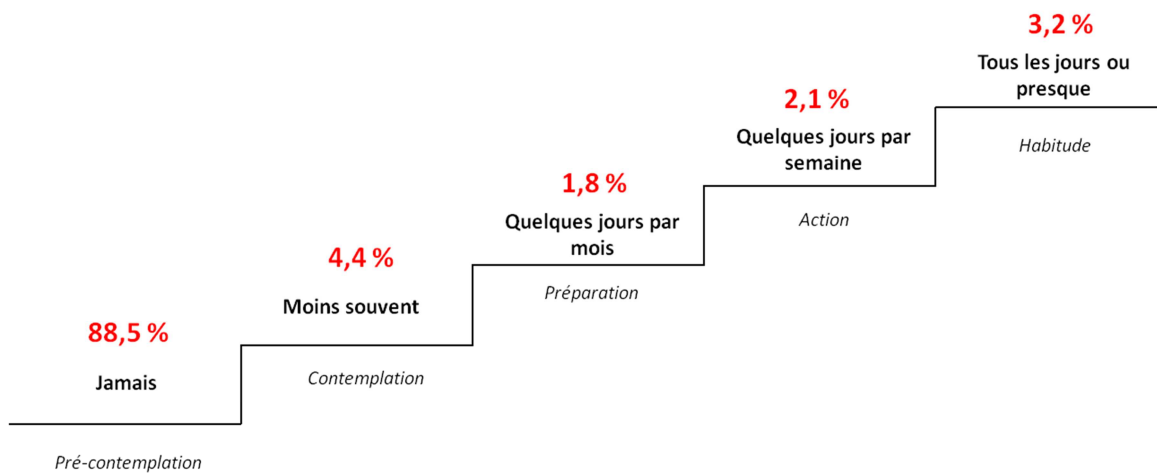 88,5 %
Jamais
Pré-contemplation
4,4 %
Moins souvent
Contemplation
1,8 %
Quelques jours par
mois
Préparation
2,1 %
Quelques jours par
semaine
Action
3,2 %
Tous les jours ou
presque
Habitude